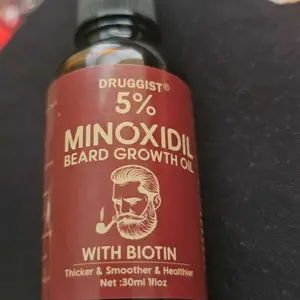 DRUGGIST®
5%
MINOXIDIL
BEARD GROWTH OIL
WITH BIOTIN
Thicker & Smoother & Healthier
Net :30ml 1floz